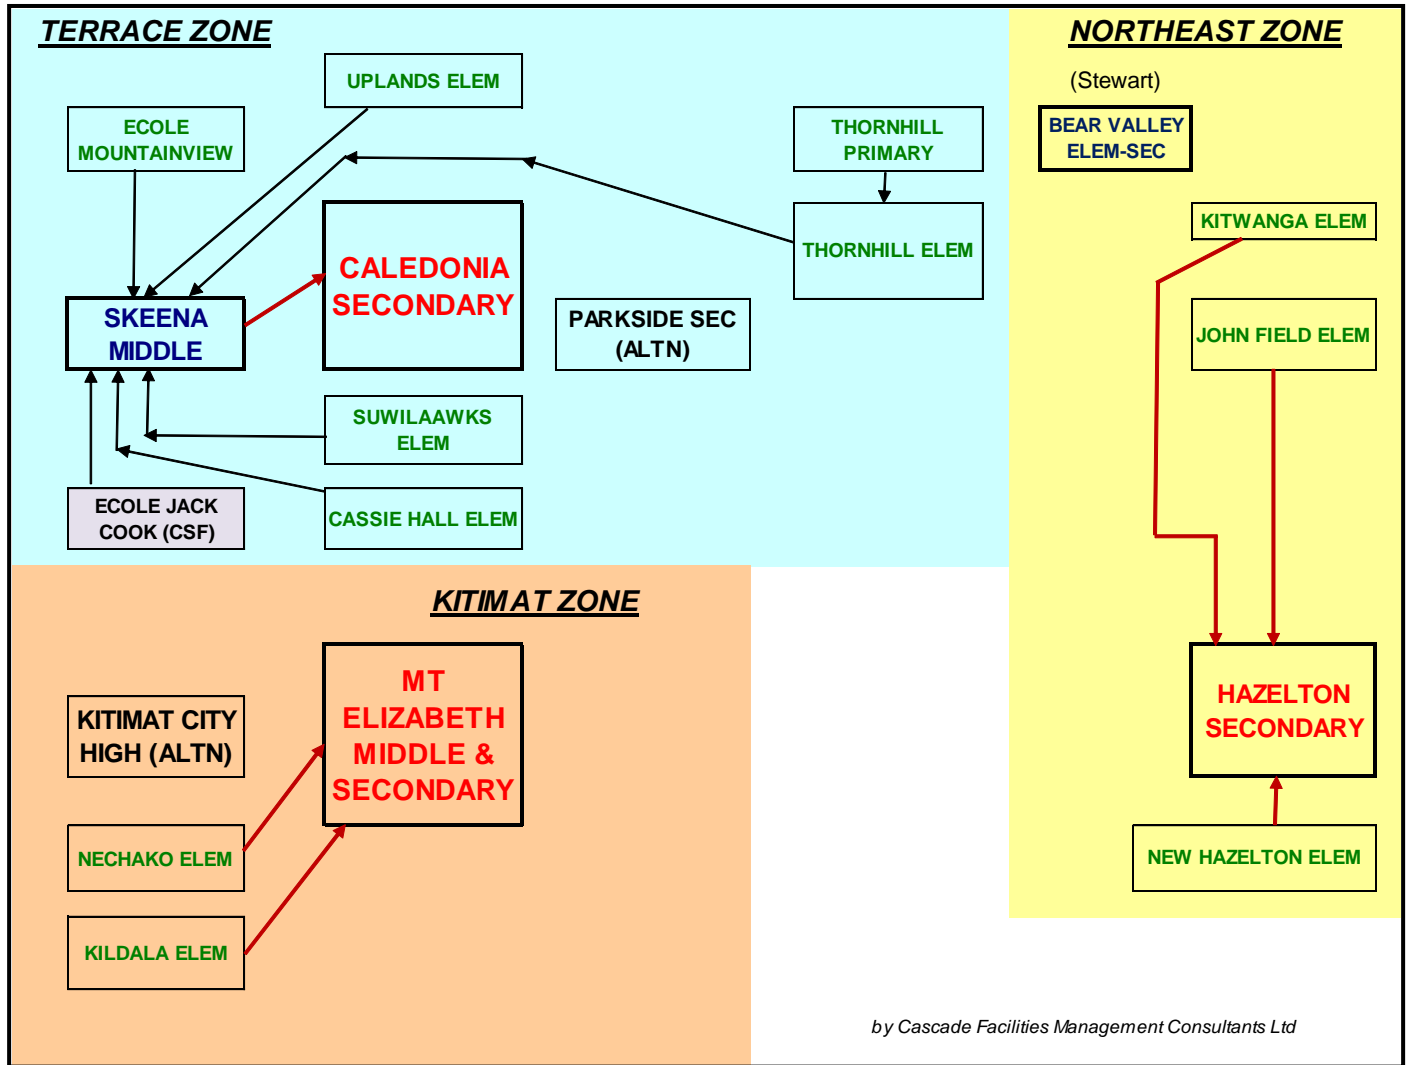 TERRACE ZONE
UPLANDS ELEM
ECOLE
MOUNTAINVIEW
THORNHILL
PRIMARY
THORNHILL ELEM
CALEDONIA
SECONDARY
SKEENA
MIDDLE
PARKSIDE SEC
(ALTN)
SUWILAAWKS
ELEM
ECOLE JACK
COOK (CSF)
CASSIE HALL ELEM
NORTHEAST ZONE
(Stewart)
BEAR VALLEY
ELEM-SEC
KITWANGA ELEM
JOHN FIELD ELEM
HAZELTON
SECONDARY
NEW HAZELTON ELEM
KITIMAT ZONE
MT
ELIZABETH
MIDDLE &
SECONDARY
KITIMAT CITY
HIGH (ALTN)
NECHAKO ELEM
KILDALA ELEM
by Cascade Facilities Management Consultants Ltd